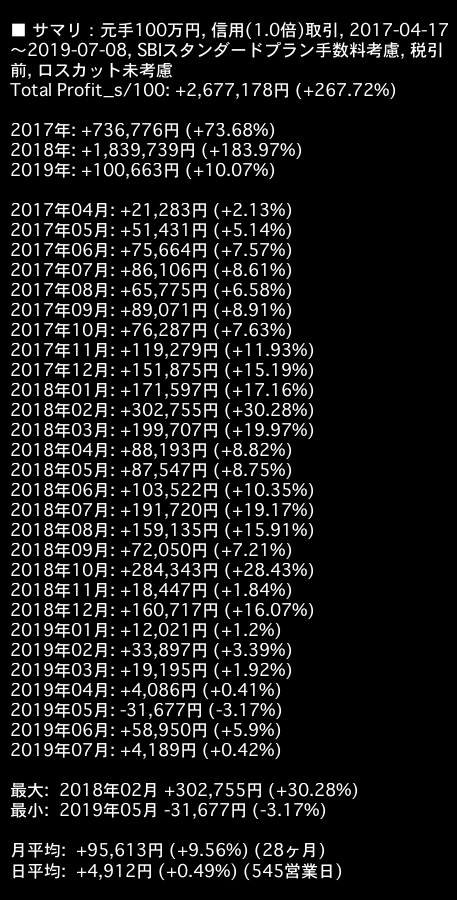 ■ サマリ：元手100万円, 信用(1.0倍)取引, 2017-04-17
〜2019-07-08, SBIスタンダードプラン手数料考慮, 税引
前, ロスカット未考慮
Total Profit_s/100: +2,677,178円 (+267.72%)
2017年: +736,776円 (+73.68%)
2018年: +1,839,739円 (+183.97%)
2019年: +100,663円 (+10.07%)
2017年04月: +21,283円 (+2.13%)
2017年05月: +51,431円 (+5.14%)
2017年06月: +75,664円 (+7.57%)
2017年07月: +86,106円 (+8.61%)
2017年08月: +65,775円 (+6.58%)
2017年09月: +89,071円 (+8.91%)
2017年10月: +76,287円 (+7.63%)
2017年11月: +119,279円 (+11.93%)
2017年12月: +151,875円 (+15.19%)
2018年01月: +171,597円 (+17.16%)
2018年02月: +302,755円 (+30.28%)
2018年03月: +199,707円 (+19.97%)
2018年04月: +88,193円 (+8.82%)
2018年05月: +87,547円 (+8.75%)
2018年06月: +103,522円 (+10.35%)
2018年07月: +191,720円 (+19.17%)
2018年08月: +159,135円 (+15.91%)
2018年09月: +72,050円 (+7.21%)
2018年10月: +284,343円 (+28.43%)
2018年11月: +18,447円 (+1.84%)
2018年12月: +160,717円 (+16.07%)
2019年01月: +12,021円 (+1.2%)
2019年02月: +33,897円 (+3.39%)
2019年03月: +19,195円 (+1.92%)
2019年04月: +4,086円 (+0.41%)
2019年05月: -31,677円 (-3.17%)
2019年06月: +58,950円 (+5.9%)
2019年07月: +4,189円 (+0.42%)
最大: 2018年02月 +302,755円 (+30.28%)
最小: 2019年05月 -31,677円 (-3.17%)
月平均: +95,613円 (+9.56%) (28ヶ月)
日平均: +4,912円 (+0.49%) (545営業日)